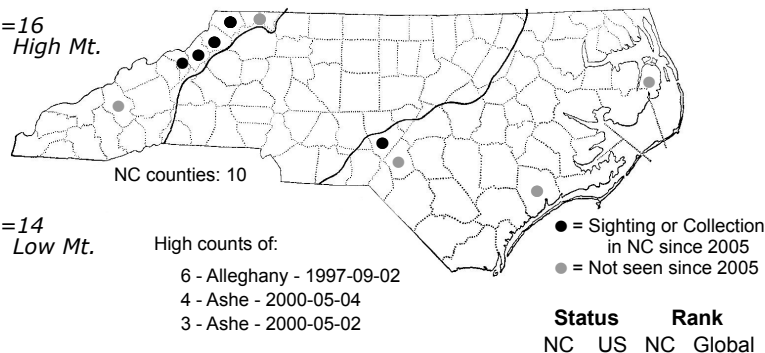 =16
High Mt.
NC counties: 10
=14
Low Mt.
High counts of:
6 - Alleghany - 1997-09-02
4 - Ashe - 2000-05-04
3 - Ashe - 2000-05-02
= Sighting or Collection
in NC since 2005
= Not seen since 2005
Status Rank
NC US NC Global